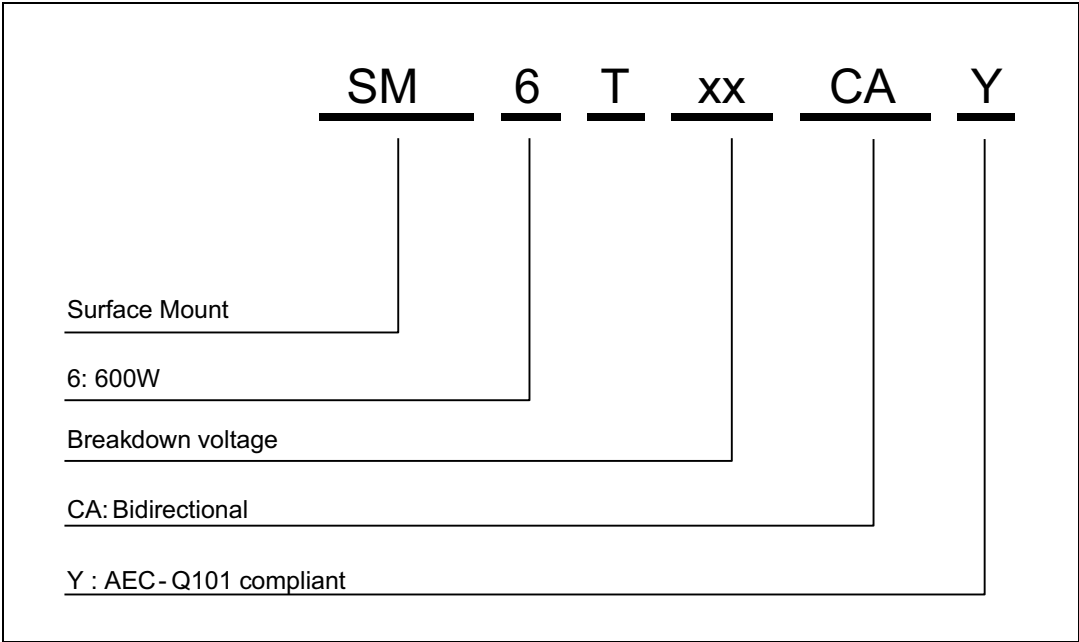 SM 6 T xx CA Y
Surface Mount
6: 600W
Breakdown voltage
CA: Bidirectional
Y : AEC-Q101 compliant